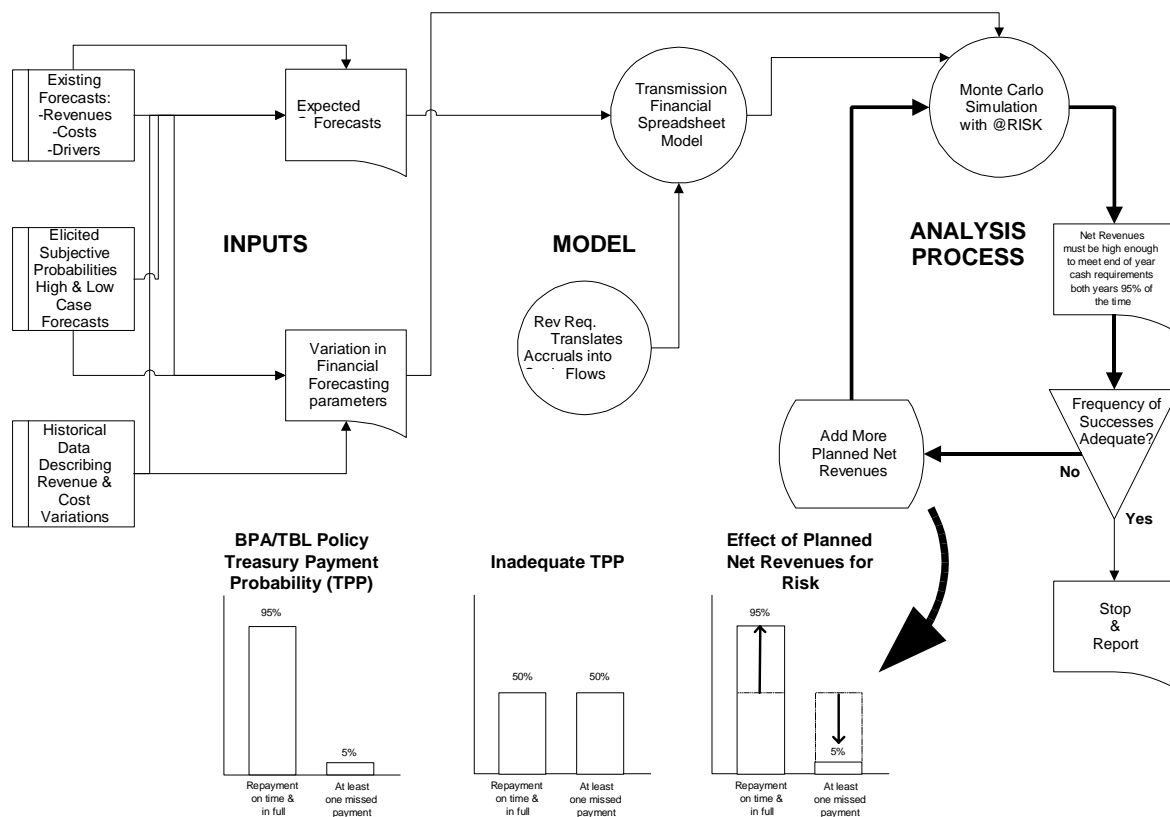 Existing
Forecasts:
-Revenues
-Costs
-Drivers
Expected
Forecasts
Transmission
Financial
Spreadsheet
Model
Monte Carlo
Simulation
with @RISK
Elicited
Subjective
Probabilities
High & Low
Case
Forecasts
INPUTS
MODEL
ANALYSIS
PROCESS
Net Revenues
must be high enough
to meet end of year
cash requirements
both years 95% of
the time
Variation in
Financial
Forecasting
parameters
Rev Req.
Translates
Accruals into
Flows
Historical
Data
Describing
Revenue &
Cost
Variations
Add More
Planned Net
Revenues
Frequency of
Successes
Adequate?
No
Yes
Stop
&
Report
BPA/TBL Policy
Treasury Payment
Probability (TPP)
95%
5%
Repayment
on time &
in full
At least
one missed
payment
Inadequate TPP
50%
50%
Repayment
on time &
in full
At least
one missed
payment
Effect of Planned
Net Revenues for
Risk
95%
5%
Repayment
on time &
in full
At least
one missed
payment